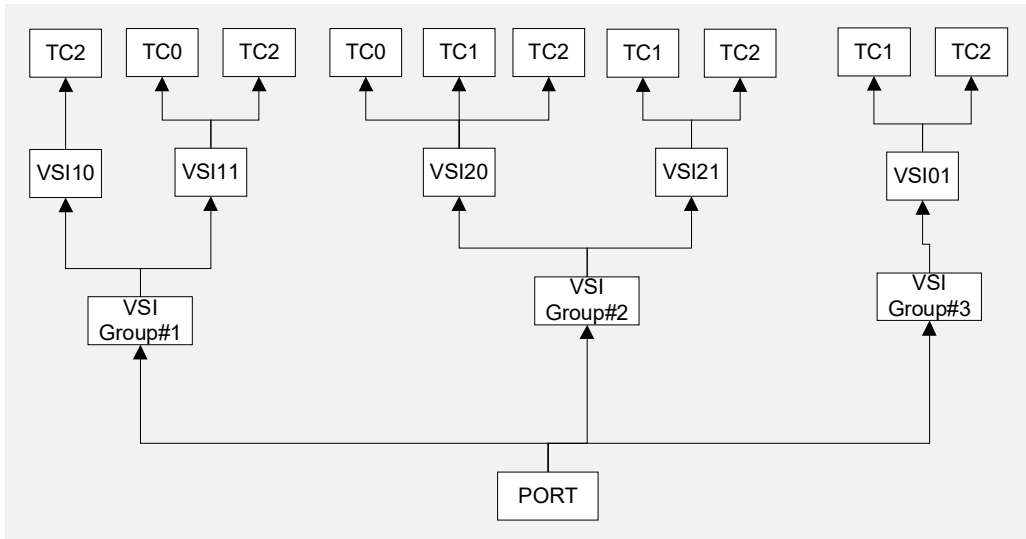 TC2
TC0
TC2
TC0
TC1
TC2
TC1
TC2
TC1
TC2
VSI10
VSI11
VSI20
VSI21
VSI01
VSI
Group#1
VSI
Group#2
VSI
Group#3
PORT